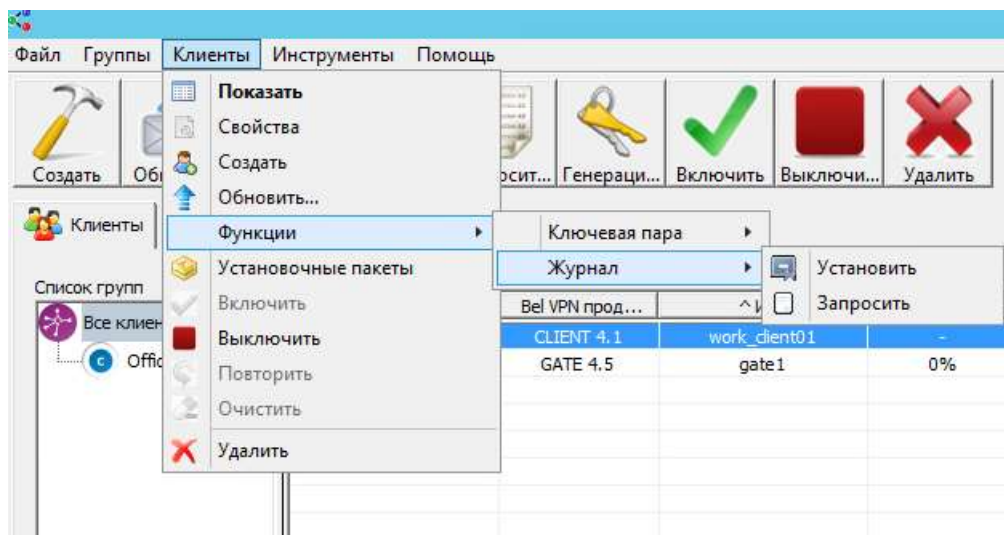 Файл Группы Клиенты Инструменты Помощь
Создать
Включить Выключи... Удалить
Генераци...
Показать
Свойства
Создать
Обновить...
Функции
Установочные пакеты
Включить
Выключить
Повторить
Очистить
Удалить
Ключевая пара
Журнал
Установить
Запросить
Клиенты
Список групп
Все клиен
Offic
Bel VPN прод...
CLIENT 4.1 work_client01 -
GATE 4.5 gate1 0%